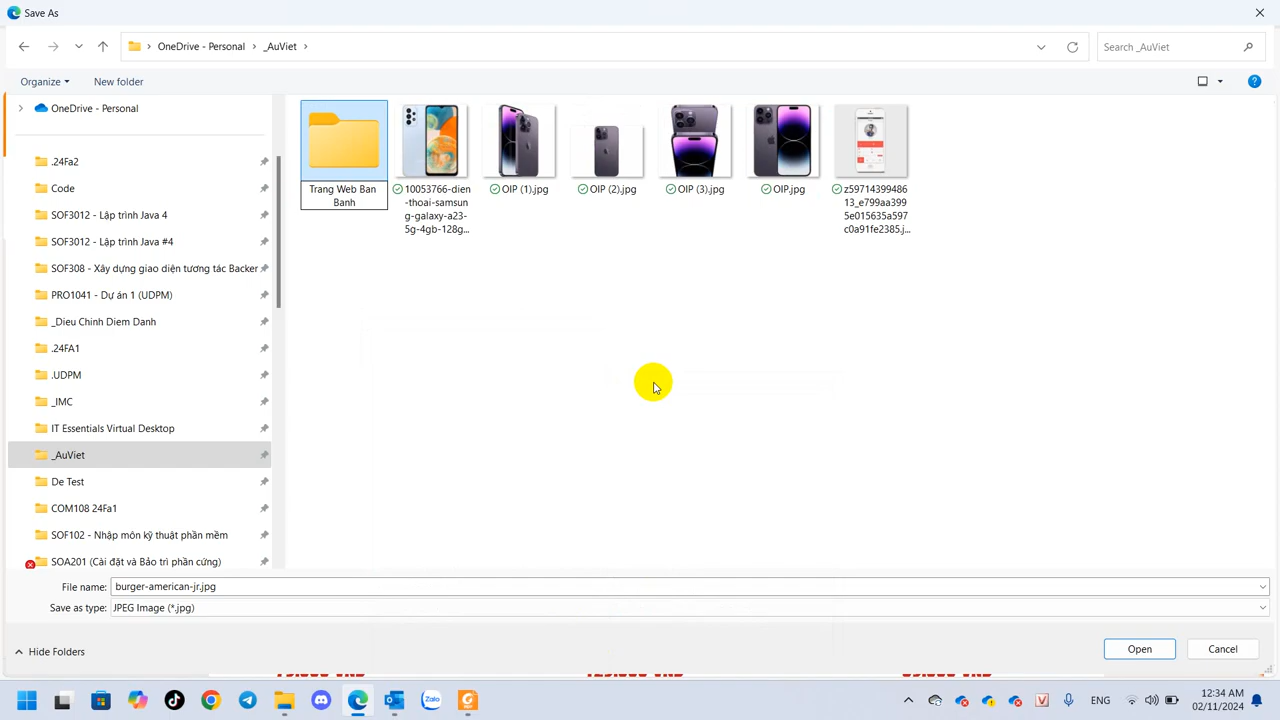 Save As
OneDrive - Personal > _AuViet >
Search _AuViet
Organize
New folder
OneDrive - Personal
.24Fa2
Code
SOF3012 - Lập trình Java 4
SOF3012 - Lập trình Java #4
SOF308 - Xây dựng giao diện tương tác Backer
PRO1041 - Dự án 1 (UDPM)
_Dieu Chinh Diem Danh
.24FA1
.UDPM
_IMC
IT Essentials Virtual Desktop
_AuViet
De Test
COM108 24Fa1
SOF102 - Nhập môn kỹ thuật phần mềm
SOA201 (Cài đặt và Bảo trì phần cứng)
Trang Web Ban
Banh
10053766-dien
-thoai-samsun
g-galaxy-a23-
5g-4gb-128g...
OIP (1).jpg
OIP (2).jpg
OIP (3).jpg
OIP.jpg
z59714399486
13_e799aa399
5e015635a597
c0a91fe2385.j...
File name: burger-american-jr.jpg
Save as type: JPEG Image (*.jpg)
Hide Folders
Open
Cancel
Zalo
V
ENG
12:34 AM
02/11/2024